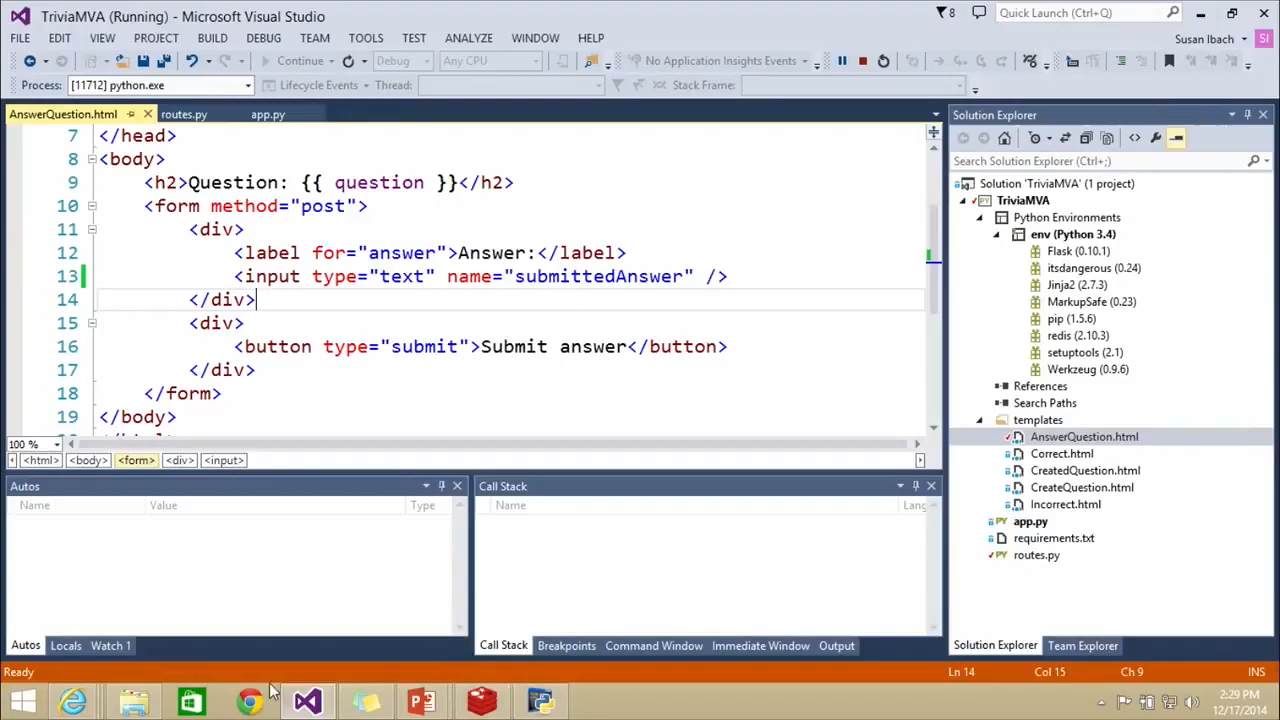 TriviaMVA (Running) - Microsoft Visual Studio
8
Quick Launch (Ctrl+Q)
FILE EDIT VIEW PROJECT BUILD DEBUG TEAM TOOLS TEST ANALYZE WINDOW HELP
Susan Ibach
SI
Continue
Debug
Any CPU
No Application Insights Events
Process: [11712] python.exe
Lifecycle Events
Thread:
Stack Frame:
AnswerQuestion.html
routes.py
app.py
7 </head>
8 <body>
9 <h2>Question: {{ question }}</h2>
10 <form method="post">
11 <div>
12 <label for="answer">Answer:</label>
13 <input type="text" name="submittedAnswer" />
14 </div>
15 <div>
16 <button type="submit">Submit answer</button>
17 </div>
18 </form>
19 </body>
100 %
<html> <body> <form> <div> <input>
Autos
Name Value Type
Autos Locals Watch 1
Call Stack
Name Lang
Call Stack Breakpoints Command Window Immediate Window Output
Solution Explorer
Search Solution Explorer (Ctrl+;)
Solution 'TriviaMVA' (1 project)
TriviaMVA
Python Environments
env (Python 3.4)
Flask (0.10.1)
itsdangerous (0.24)
Jinja2 (2.7.3)
MarkupSafe (0.23)
pip (1.5.6)
redis (2.10.3)
setuptools (2.1)
Werkzeug (0.9.6)
References
Search Paths
templates
AnswerQuestion.html
Correct.html
CreatedQuestion.html
CreateQuestion.html
Incorrect.html
app.py
requirements.txt
routes.py
Solution Explorer Team Explorer
Ready
Ln 14 Col 15 Ch 9 INS
2:29 PM
12/17/2014